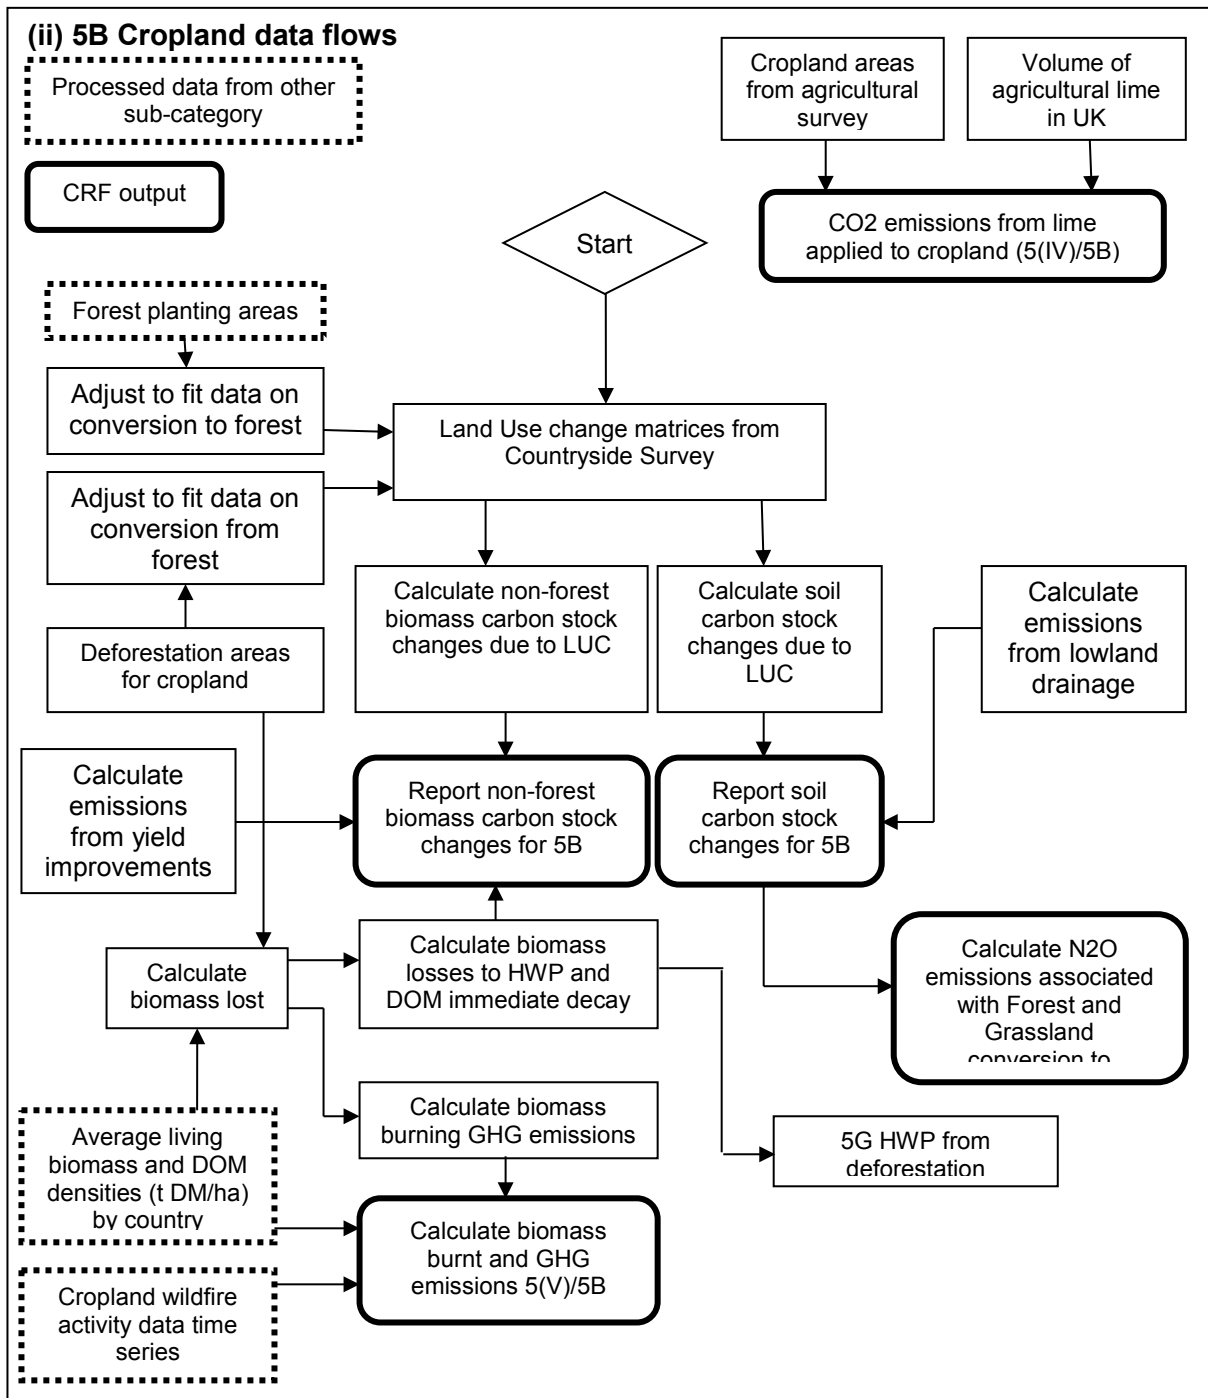 (ii) 5B Cropland data flows
Processed data from other
sub-category
CRF output
Cropland areas
from agricultural
survey
Volume of
agricultural lime
in UK
CO2 emissions from lime
applied to cropland (5(IV)/5B)
Start
Forest planting areas
Adjust to fit data on
conversion to forest
Land Use change matrices from
Countryside Survey
Adjust to fit data on
conversion from
forest
Calculate non-forest
biomass carbon stock
changes due to LUC
Calculate soil
carbon stock
changes due to
LUC
Calculate
emissions
from lowland
drainage
Deforestation areas
for cropland
Calculate
emissions
from yield
improvements
Report non-forest
biomass carbon stock
changes for 5B
Report soil
carbon stock
changes for 5B
Calculate
biomass lost
Calculate biomass
losses to HWP and
DOM immediate decay
Calculate N2O
emissions associated
with Forest and
Grassland
conversion to
Calculate biomass
burning GHG emissions
5G HWP from
deforestation
Average living
biomass and DOM
densities (t DM/ha)
by country
Calculate biomass
burnt and GHG
emissions 5(V)/5B
Cropland wildfire
activity data time
series